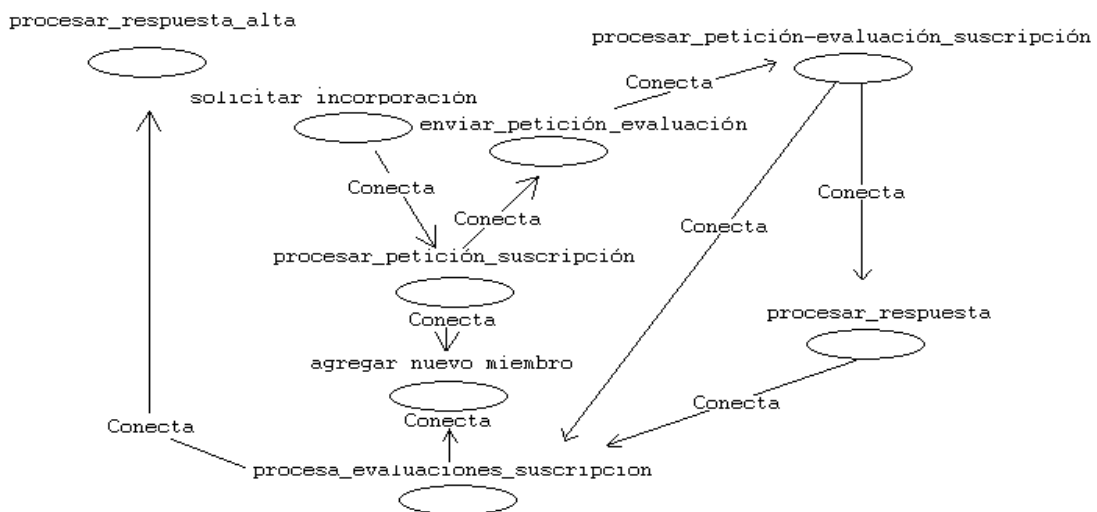 procesar_respuesta_alta
procesar_petición-evaluación_suscripción
Conecta
solicitar incorporación
enviar_petición_evaluación
Conecta
Conecta
Conecta
Conecta
procesar_petición_suscripción
procesar_respuesta
Conecta
agregar nuevo miembro
Conecta
Conecta
Conecta
procesa_evaluaciones_suscripcion